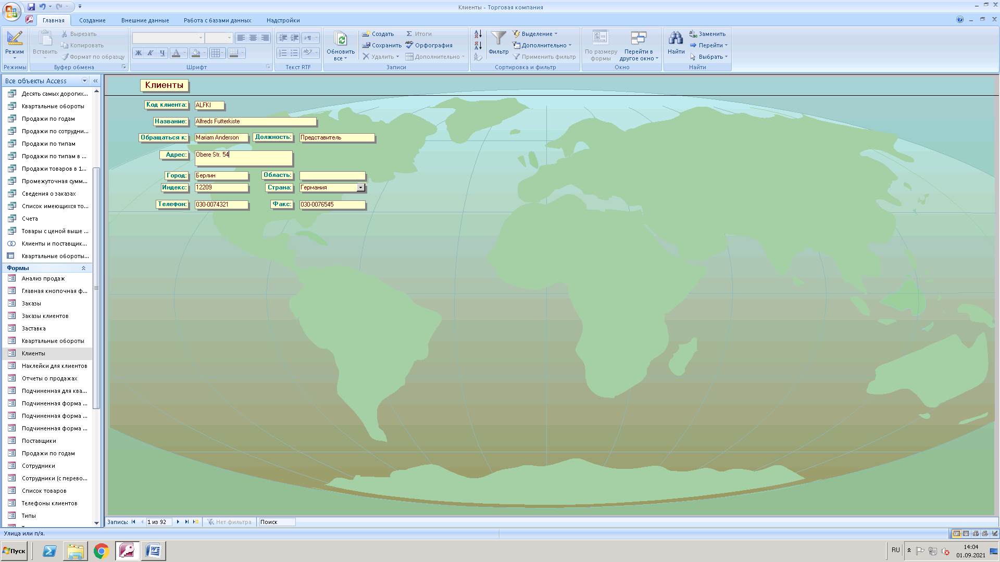 Клиенты - Торговая компания
Главная Создание Внешние данные Работа с базами данных Надстройки
Режим
Режимы
Вставить
Вырезать
Копировать
Формат по образцу
Буфер обмена
Ж К Ч А
Шрифт
Текст RTF
Обновить все
Создать
Сохранить
Удалить
Итоги
Орфография
Дополнительно
Записи
Фильтр
Выделение
Дополнительно
Применить фильтр
Сортировка и фильтр
По размеру формы
Перейти в другое окно
Окно
Найти
Заменить
Перейти
Выбрать
Найти
Все объекты Access
Десять самых дорогих...
Квартальные обороты
Продажи по годам
Продажи по сотрудни...
Продажи по типам
Продажи по типам в ...
Продажи товаров в 1...
Промежуточная сумм...
Сведения о заказах
Список имеющихся то...
Счета
Товары с ценой выше ...
Клиенты и поставщик...
Квартальные обороты...
Формы
Анализ продаж
Главная кнопочная ф...
Заказы
Заказы клиентов
Заставка
Квартальные обороты
Клиенты
Наклейки для клиентов
Отчеты о продажах
Подчиненная для ква...
Подчиненная форма ...
Подчиненная форма ...
Подчиненная форма ...
Поставщики
Продажи по годам
Сотрудники
Сотрудники (с перево...
Список товаров
Телефоны клиентов
Типы
Клиенты
Код клиента: ALFKI
Название: Alfreds Futterkiste
Обращаться к: Mariam Anderson Должность: Представитель
Адрес: Obere Str. 54
Город: Берлин Область:
Индекс: 12209 Страна: Германия
Телефон: 030-0074321 Факс: 030-0076545
Запись: 1 из 92 Нет фильтра Поиск
Улица или п/я.
Пуск
RU
14:04
01.09.2021